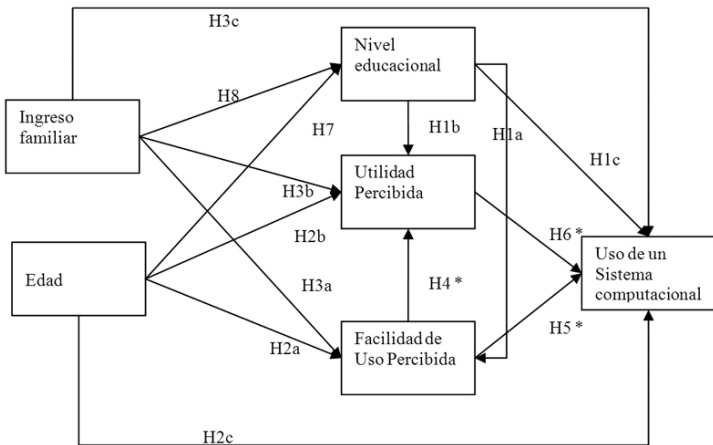 H3c
Nivel
educacional
H8
Ingreso
familiar
H7
H1b
H1a
H1c
Utilidad
Percibida
H3b
H2b
H6 *
Uso de un
Sistema
computacional
Edad
H3a
H4 *
H5 *
H2a
Facilidad de
Uso Percibida
H2c